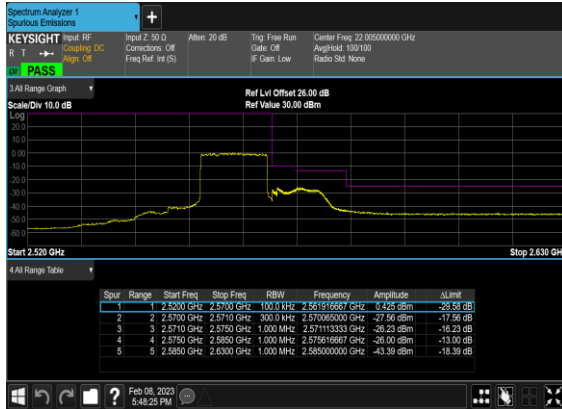 Spectrum Analyzer 1
Spurious Emissions
KEYSIGHT Input: RF Input Z: 50 Ω Atten: 20 dB Trig: Free Run Center Freq: 22.005000000 GHz
R T Coupling: DC Corrections: Off Gate: Off Avg|Hold: 100/100
Align: Off Freq Ref: Int (S) IF Gain: Low Radio Std: None
PASS
3 All Range Graph
Ref Lvl Offset 26.00 dB
Scale/Div 10.0 dB Ref Value 30.00 dBm
Log
20.0
10.0
0.00
-10.0
-20.0
-30.0
-40.0
-50.0
-60.0
Start 2.520 GHz Stop 2.630 GH
4 All Range Table
Spur Range Start Freq Stop Freq RBW Frequency Amplitude ΔLimit
1 1 2.5200 GHz 2.5700 GHz 100.0 kHz 2.561916667 GHz 0.425 dBm -29.58 dB
2 2 2.5700 GHz 2.5710 GHz 300.0 kHz 2.570065000 GHz -27.56 dBm -17.56 dB
3 3 2.5710 GHz 2.5750 GHz 1.000 MHz 2.571113333 GHz -26.23 dBm -16.23 dB
4 4 2.5750 GHz 2.5850 GHz 1.000 MHz 2.575616667 GHz -26.00 dBm -13.00 dB
5 5 2.5850 GHz 2.6300 GHz 1.000 MHz 2.585000000 GHz -43.39 dBm -18.39 dB
? Feb 08, 2023
5:48:25 PM